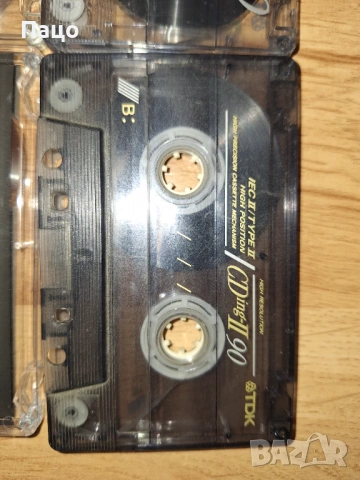 Пацо
B:
IEC II/TYPE II
HIGH POSITION
HIGH PRECISION CASSETTE MECHANISM
HIGH RESOLUTION
CDing-II 90
TDK
BAZAR